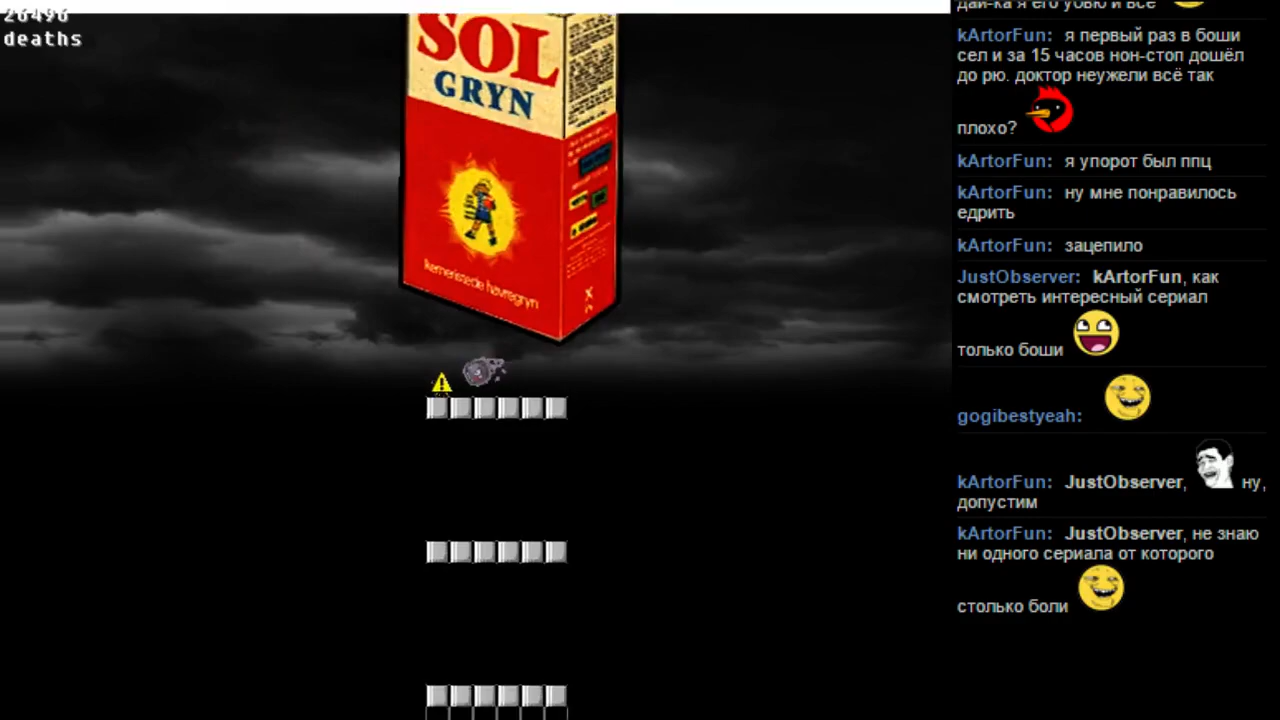 26496
deaths
SOL
GRYN
havregryn
дай-ка я его убью и всё
kArtorFun: я первый раз в боши
сел и за 15 часов нон-стоп дошёл
до рю. доктор неужели всё так
плохо?
kArtorFun: я упорот был ппц
kArtorFun: ну мне понравилось
едрить
kArtorFun: зацепило
JustObserver: kArtorFun, как
смотреть интересный сериал
только боши
gogibestyeah:
kArtorFun: JustObserver, ну,
допустим
kArtorFun: JustObserver, не знаю
ни одного сериала от которого
столько боли